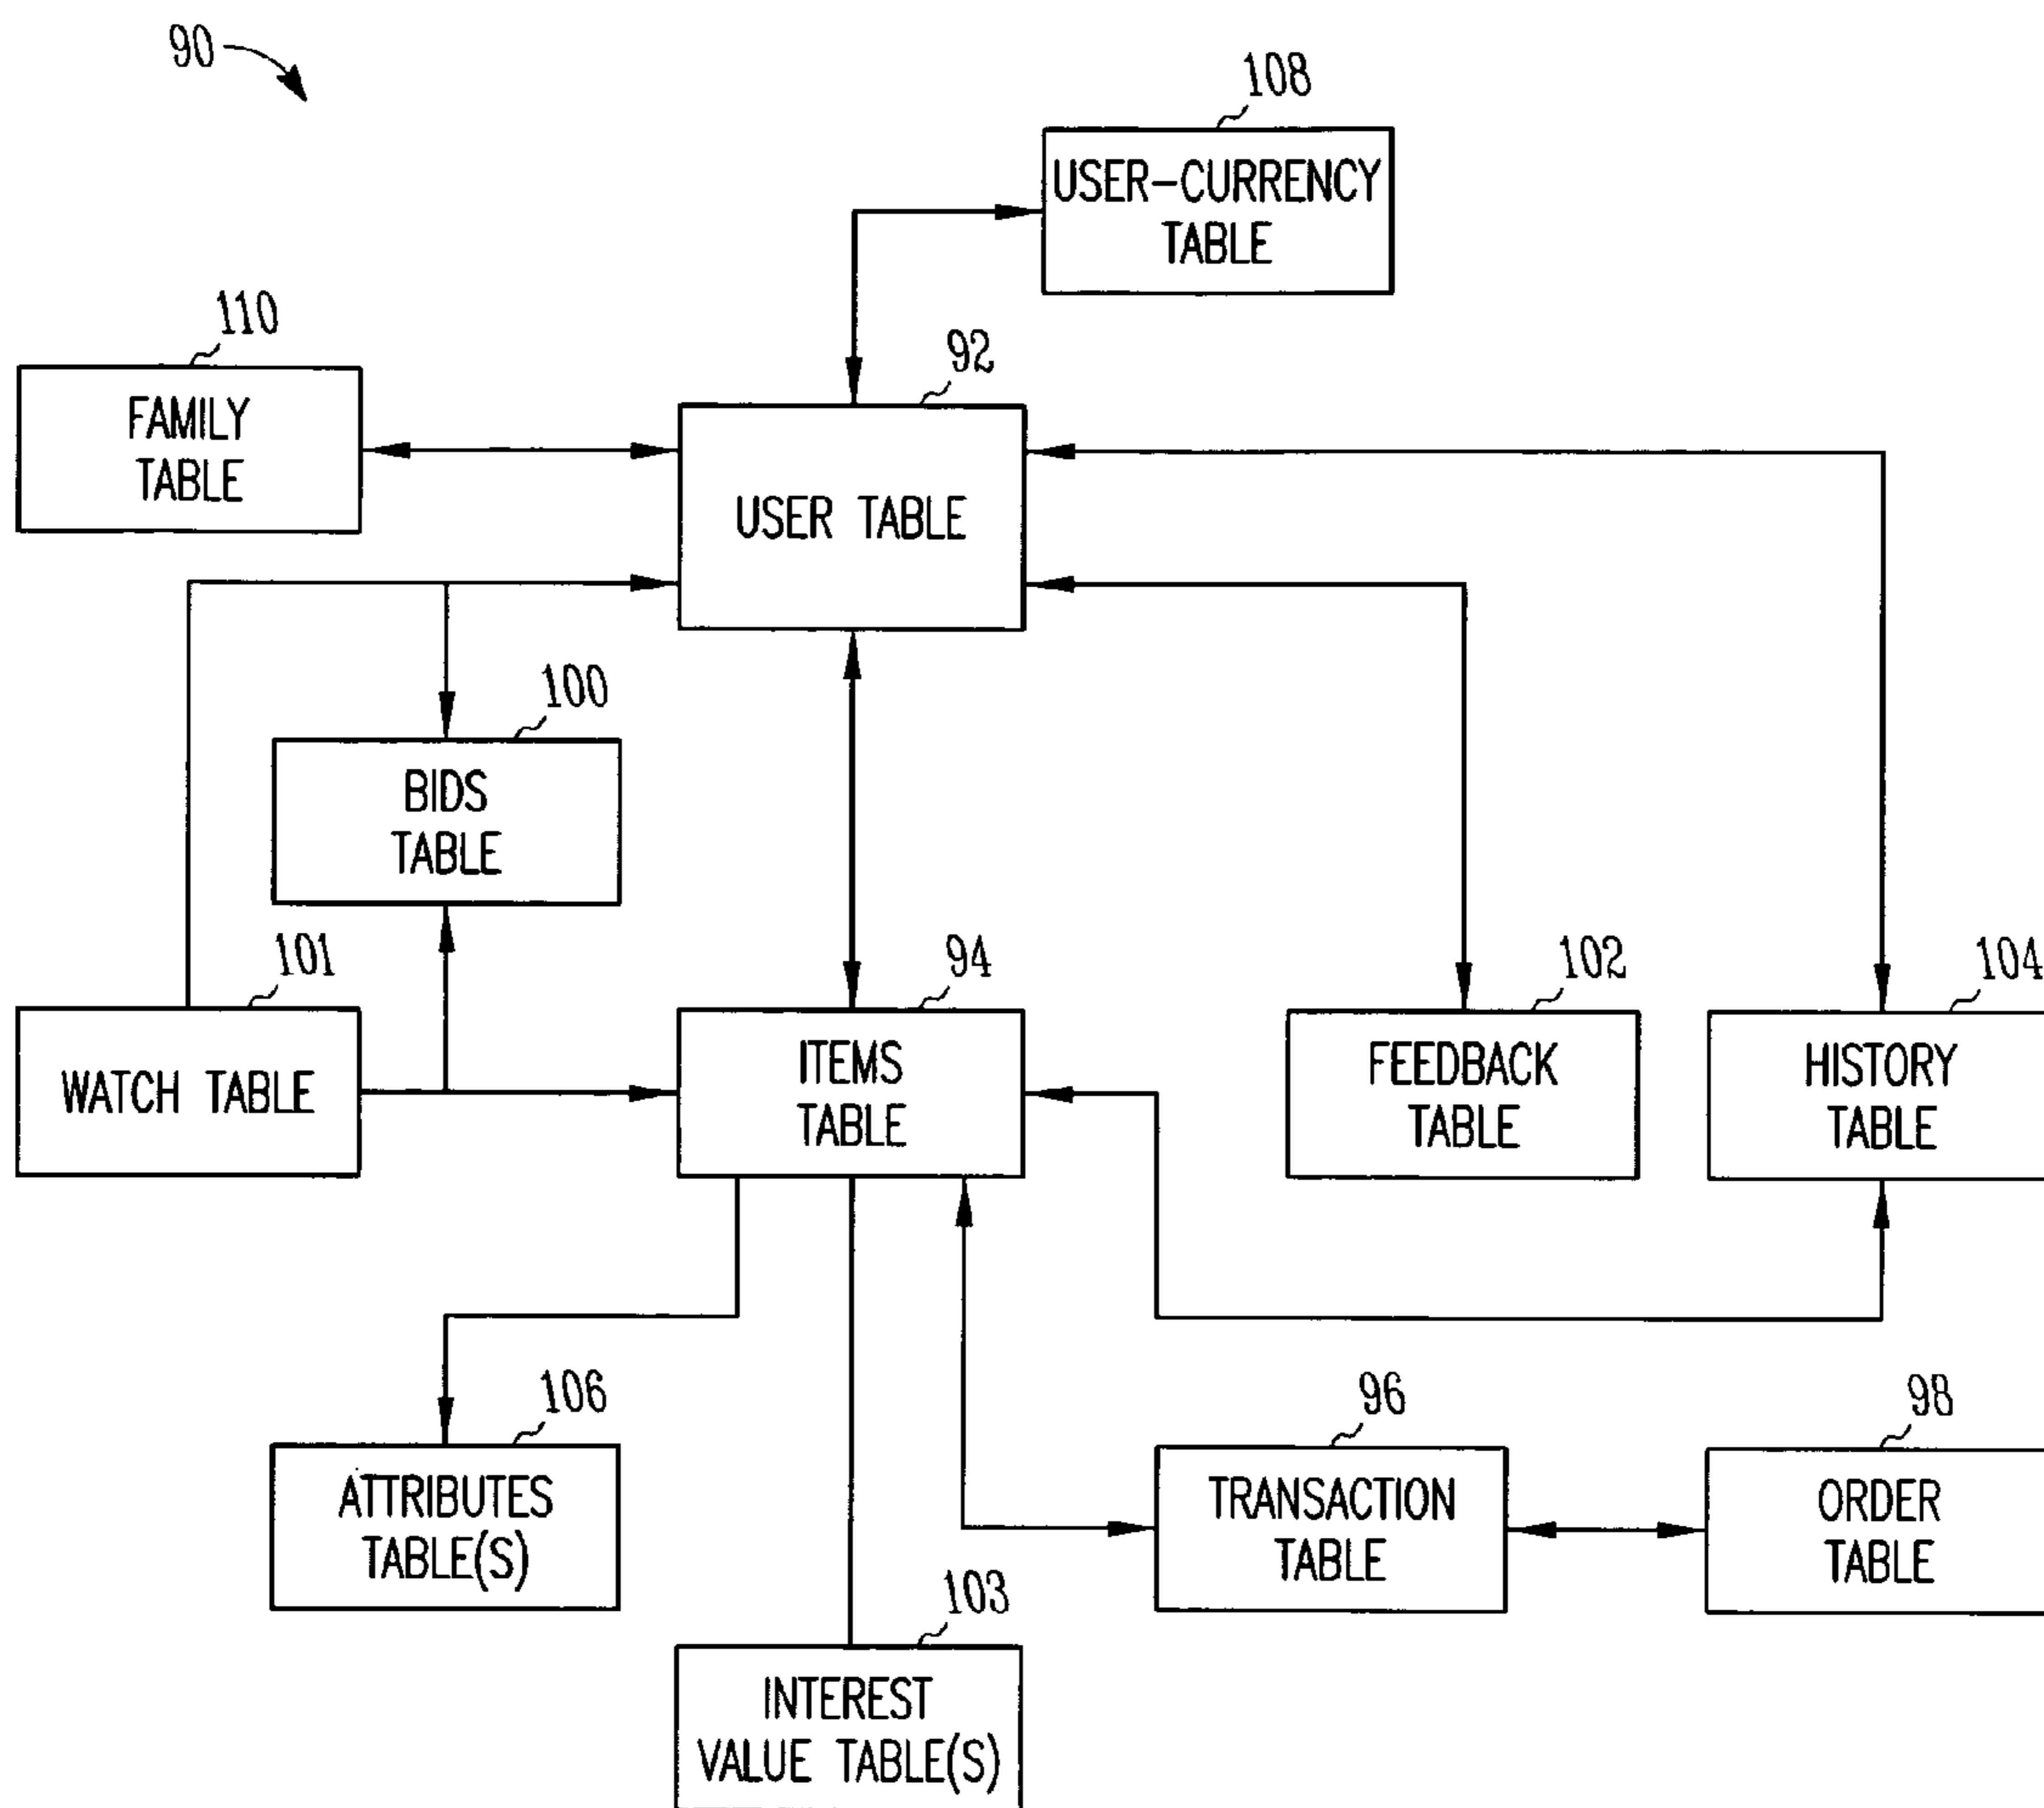 90
108
USER-CURRENCY
TABLE
110
FAMILY
TABLE
92
USER TABLE
100
BIDS
TABLE
101
WATCH TABLE
94
ITEMS
TABLE
102
FEEDBACK
TABLE
104
HISTORY
TABLE
106
ATTRIBUTES
TABLE(S)
96
TRANSACTION
TABLE
98
ORDER
TABLE
103
INTEREST
VALUE TABLE(S)